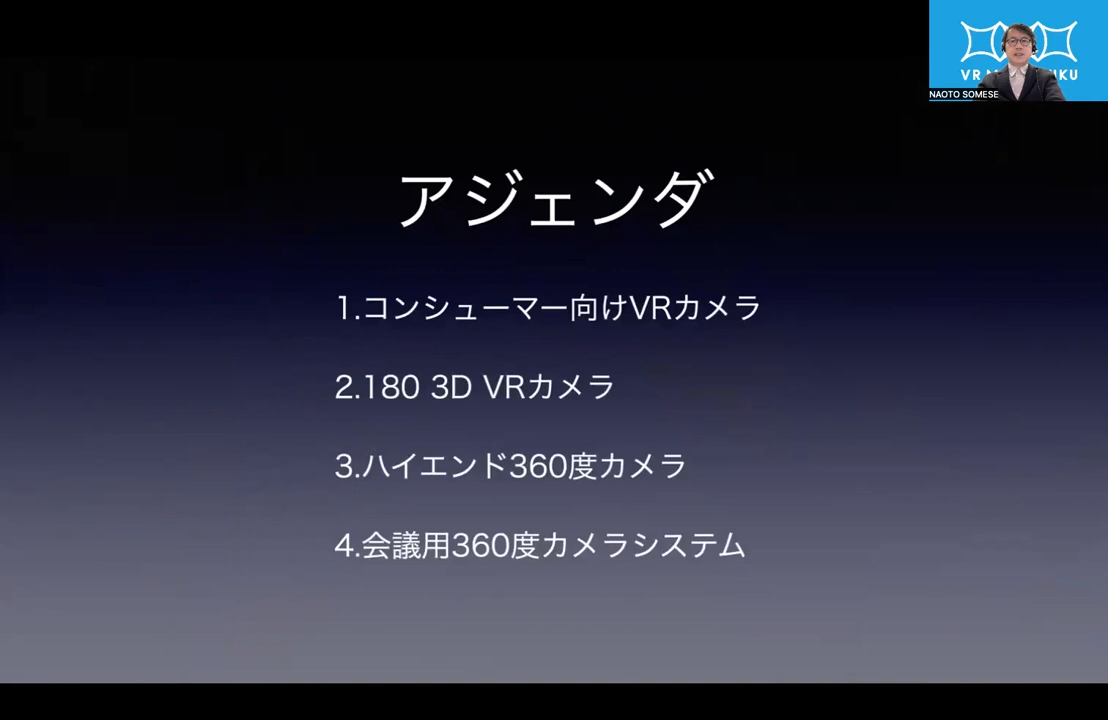 アジェンダ
1.コンシューマー向けVRカメラ
2.180 3D VRカメラ
3.ハイエンド360度カメラ
4.会議用360度カメラシステム
VR
NAOTO SOMESE